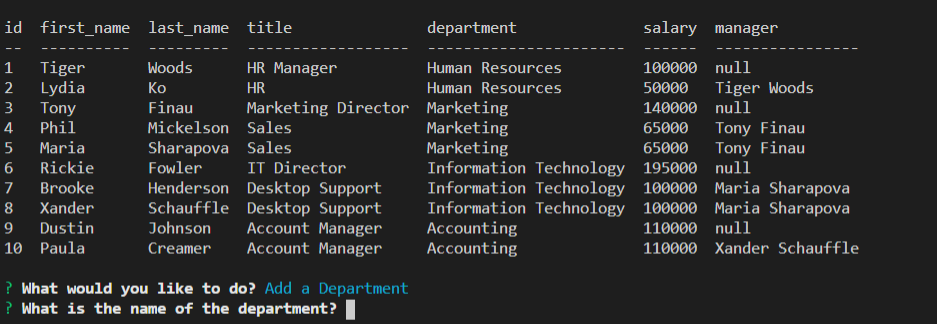 id  first_name  last_name  title               department              salary  manager
--  ----------  ---------  ------------------  ----------------------  ------  ----------------
1   Tiger       Woods      HR Manager          Human Resources         100000  null
2   Lydia       Ko         HR                  Human Resources         50000   Tiger Woods
3   Tony        Finau      Marketing Director  Marketing               140000  null
4   Phil        Mickelson  Sales               Marketing               65000   Tony Finau
5   Maria       Sharapova  Sales               Marketing               65000   Tony Finau
6   Rickie      Fowler     IT Director         Information Technology  195000  null
7   Brooke      Henderson  Desktop Support     Information Technology  100000  Maria Sharapova
8   Xander      Schauffle  Desktop Support     Information Technology  100000  Maria Sharapova
9   Dustin      Johnson    Account Manager     Accounting              110000  null
10  Paula       Creamer    Account Manager     Accounting              110000  Xander Schauffle
? What would you like to do? Add a Department
? What is the name of the department?